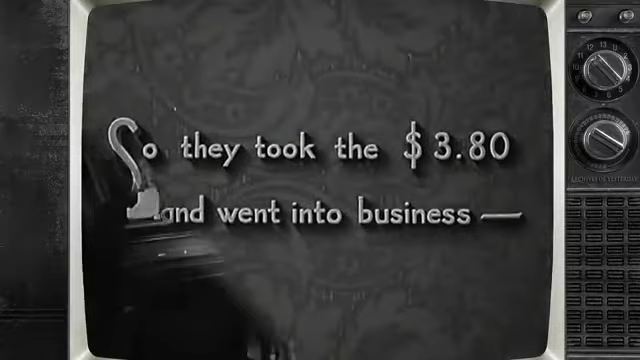 So they took the $3.80
and went into business —